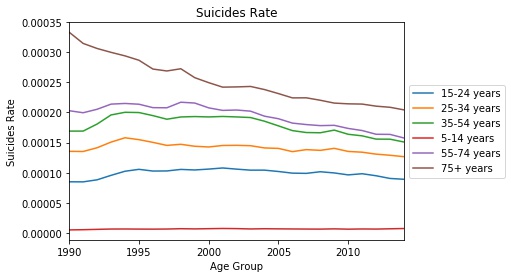 Suicides Rate
0.00035
0.00030
0.00025
0.00020
0.00015
0.00010
0.00005
0.00000
Suicides Rate
1990
1995
2000
2005
2010
Age Group
15-24 years
25-34 years
35-54 years
5-14 years
55-74 years
75+ years